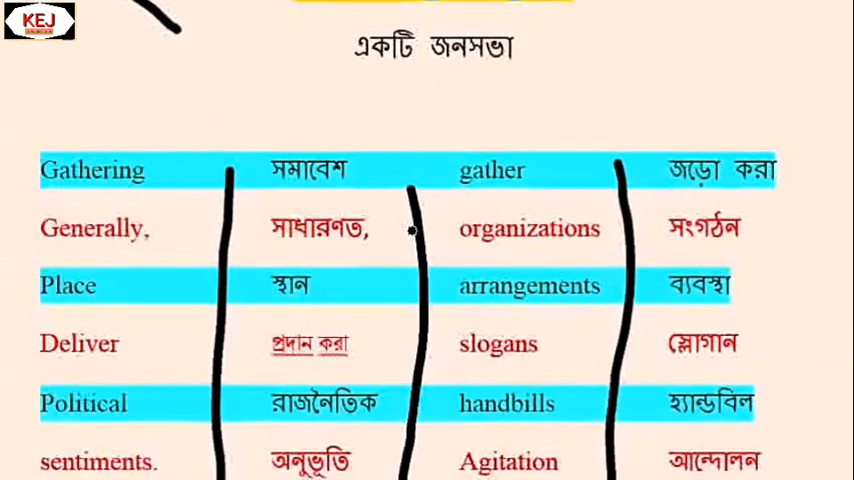 KEJ
একটি জনসভা
Gathering সমাবেশ gather জড়ো করা
Generally, সাধারণত, organizations সংগঠন
Place স্থান arrangements ব্যবস্থা
Deliver প্রদান করা slogans স্লোগান
Political রাজনৈতিক handbills হ্যান্ডবিল
sentiments. অনুভূতি Agitation আন্দোলন